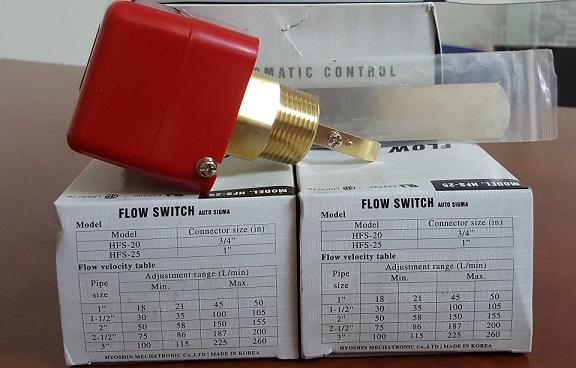 OMATIC CONTROL
FLOW
MODEL: HFS-25
FLOW SWITCH AUTO SIGMA
Model
Model Connector size (in)
HFS-20 3/4"
HFS-25 1"
Flow velocity table
Pipe size Adjustment range (L/min)
Min. Max.
1" 18 21 45 50
1-1/2" 30 35 100 105
2" 50 58 150 155
2-1/2" 75 86 187 200
3" 100 115 225 260
HYOSHIN MECHATRONIC Co.,LTD | MADE IN KOREA
MODEL: HFS-25
FLOW SWITCH AUTO SIGMA
Model
Model Connector size (in)
HFS-20 3/4"
HFS-25 1"
Flow velocity table
Pipe size Adjustment range (L/min)
Min. Max.
1" 18 21 45 50
1-1/2" 30 35 100 105
2" 50 58 150 155
2-1/2" 75 86 187 200
3" 100 115 225 260
HYOSHIN MECHATRONIC Co.,LTD | MADE IN KOREA